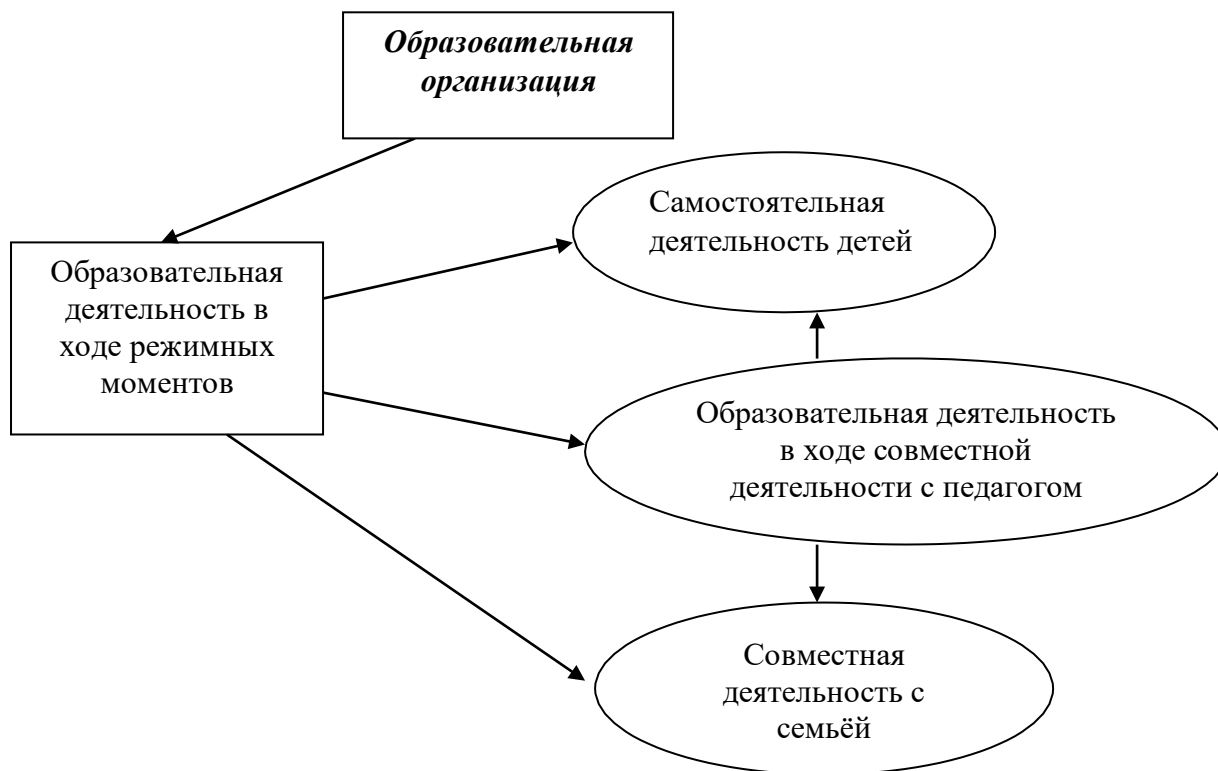 Образовательная
организация
Самостоятельная
деятельность детей
Образовательная
деятельность в
ходе режимных
моментов
Образовательная деятельность
в ходе совместной
деятельности с педагогом
Совместная
деятельность с
семьёй